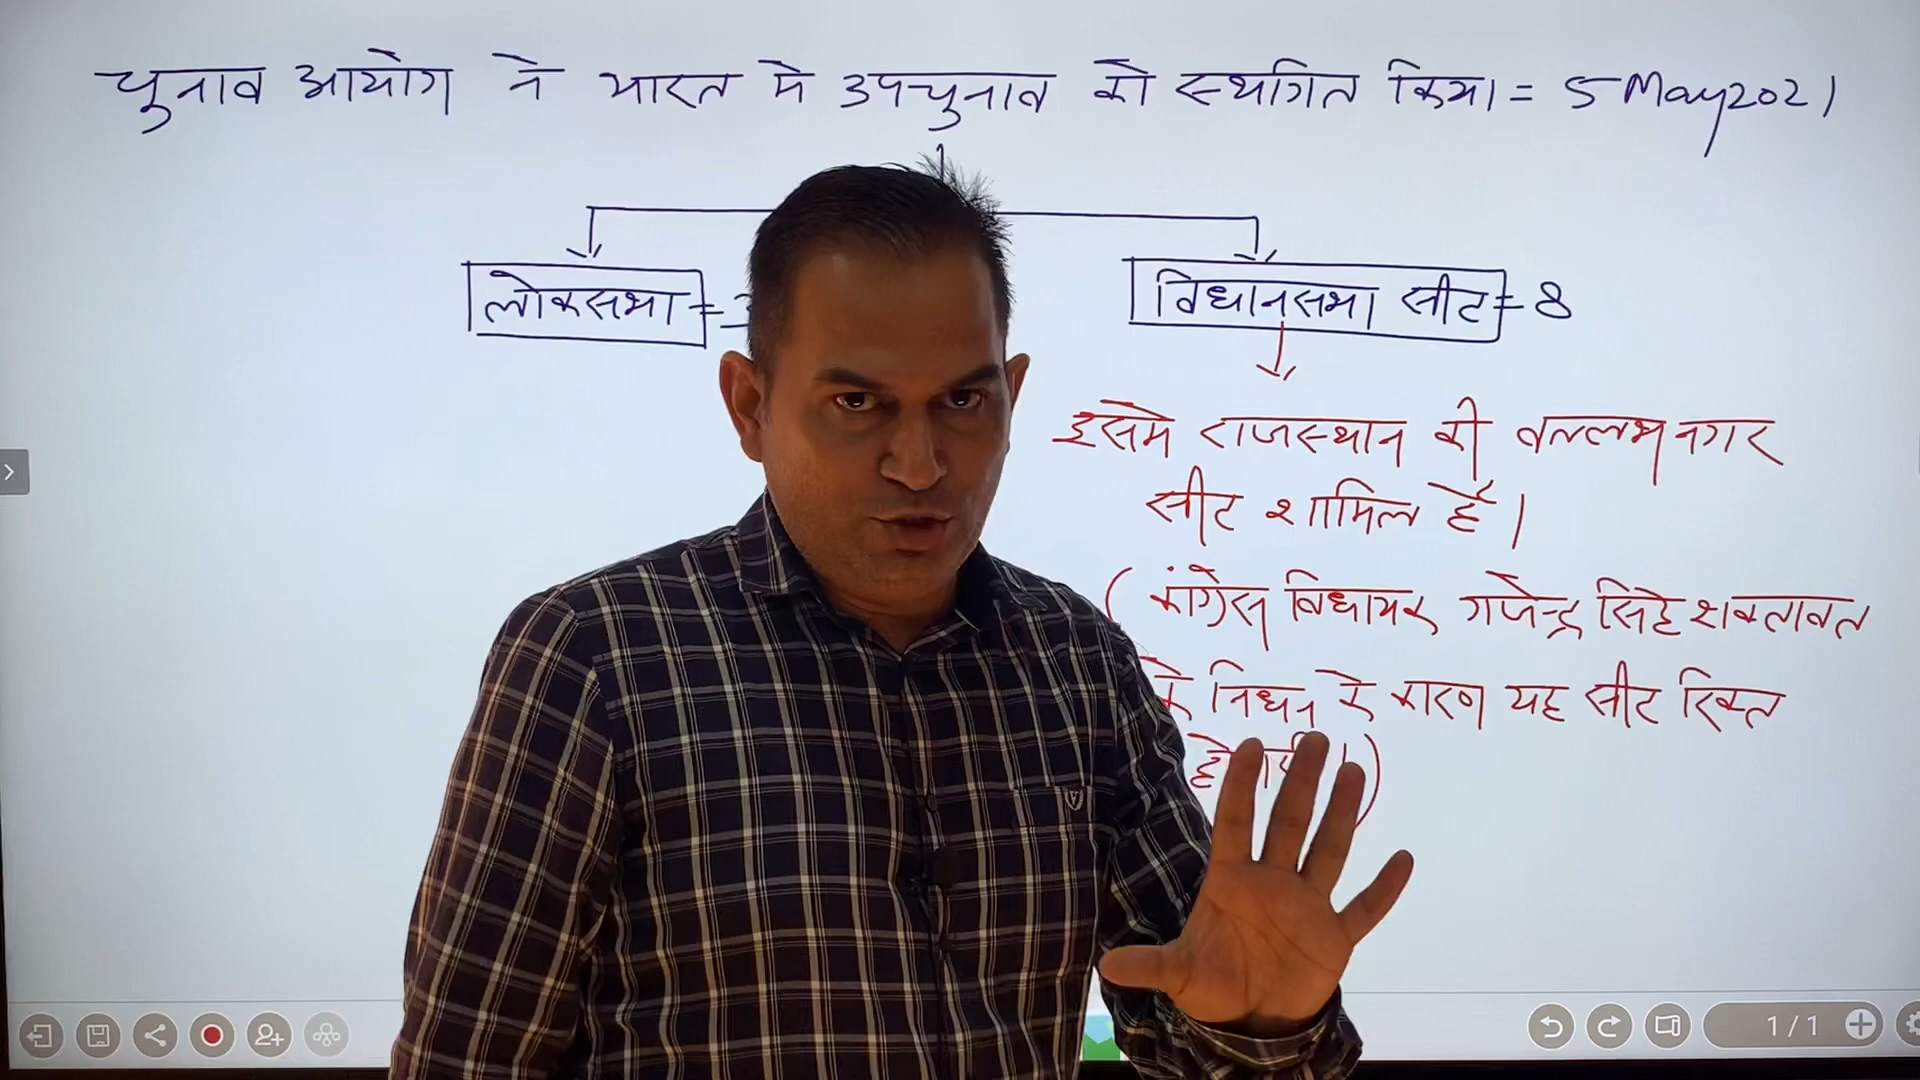 चुनाव आयोग ने भारत मे उपचुनाव को स्थगित किया = 5 May 2021
लोकसभा =
विधानसभा सीट = 8
इसमे राजस्थान की वल्लभनगर
सीट शामिल है।
(कांग्रेस विधायक गजेन्द्र सिंह शक्तावत
के निधन के कारण यह सीट रिक्त
1/1